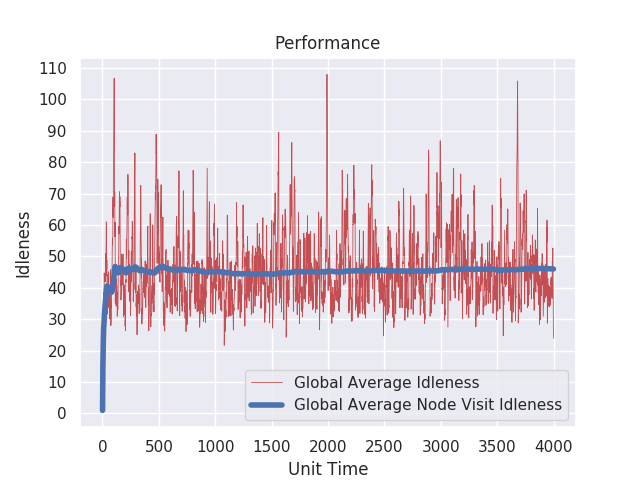 Performance
110
100
90
80
70
60
50
40
30
20
10
0
Idleness
Global Average Idleness
Global Average Node Visit Idleness
0 500 1000 1500 2000 2500 3000 3500 4000
Unit Time